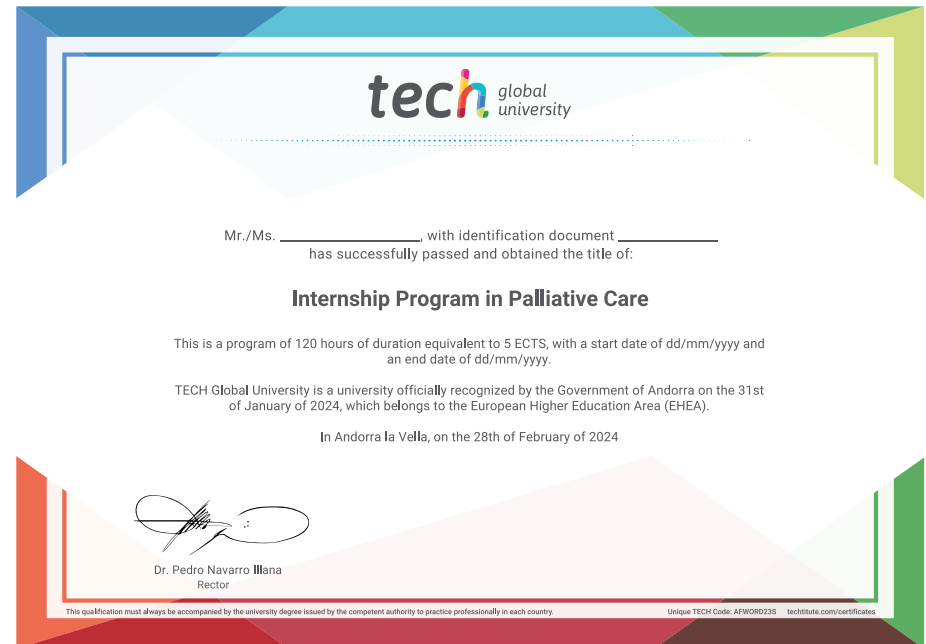 tech global university
Mr./Ms. ____________, with identification document ____________
has successfully passed and obtained the title of:
Internship Program in Palliative Care
This is a program of 120 hours of duration equivalent to 5 ECTS, with a start date of dd/mm/yyyy and
an end date of dd/mm/yyyy.
TECH Global University is a university officially recognized by the Government of Andorra on the 31st
of January of 2024, which belongs to the European Higher Education Area (EHEA).
In Andorra la Vella, on the 28th of February of 2024
Dr. Pedro Navarro Illana
Rector
This qualification must always be accompanied by the university degree issued by the competent authority to practice professionally in each country.
Unique TECH Code: AFWORD23S techtitute.com/certificates